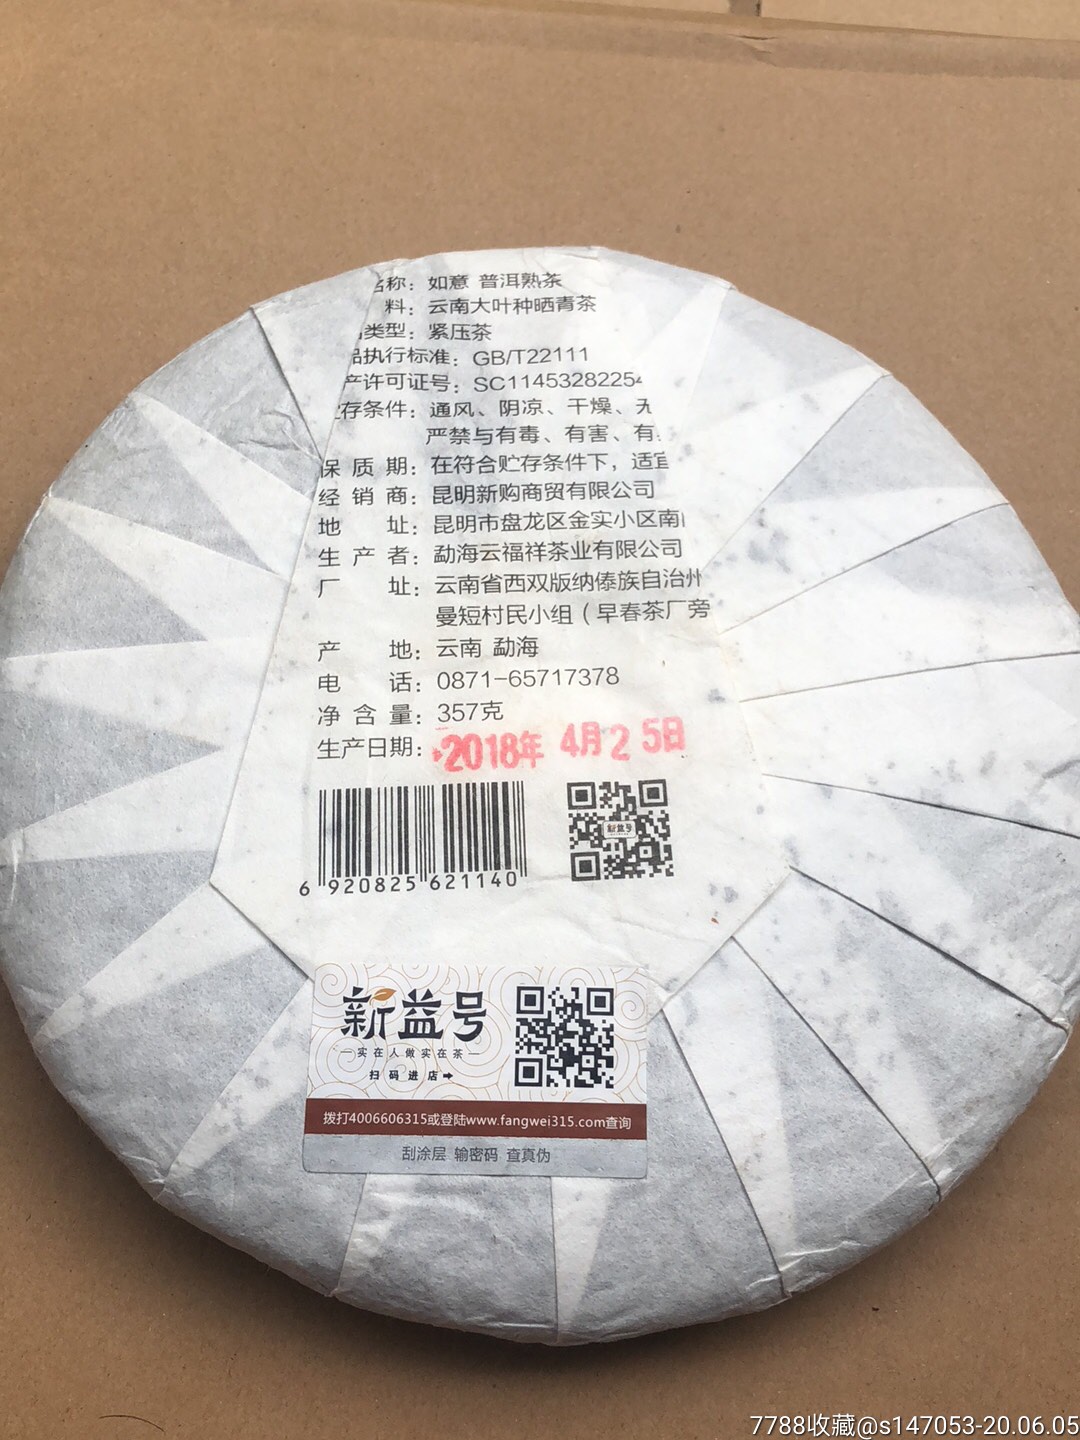 名称：如意 普洱熟茶
料：云南大叶种晒青茶
类型：紧压茶
品执行标准：GB/T22111
产许可证号：SC1145328225
存条件：通风、阴凉、干燥、无
严禁与有毒、有害、有
保质期：在符合贮存条件下，适宜
经销商：昆明新购商贸有限公司
地址：昆明市盘龙区金实小区南
生产者：勐海云福祥茶业有限公司
厂址：云南省西双版纳傣族自治州
曼短村民小组（早春茶厂旁
产地：云南 勐海
电话：0871-65717378
净含量：357克
生产日期：2018年 4月25日
新益号
6 920825 621140
新益号
实在人做实在茶
扫码进店
拨打4006606315或登陆www.fangwei315.com查询
刮涂层 输密码 查真伪
7788收藏@s147053-20.06.05